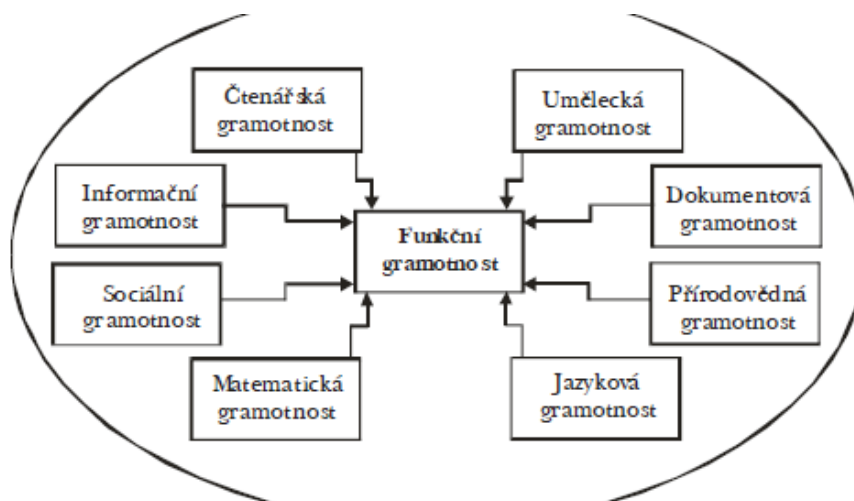 Čtenářská
gramotnost
Umělecká
gramotnost
Informační
gramotnost
Dokumentová
gramotnost
Funkční
gramotnost
Sociální
gramotnost
Přírodovědná
gramotnost
Matematická
gramotnost
Jazyková
gramotnost